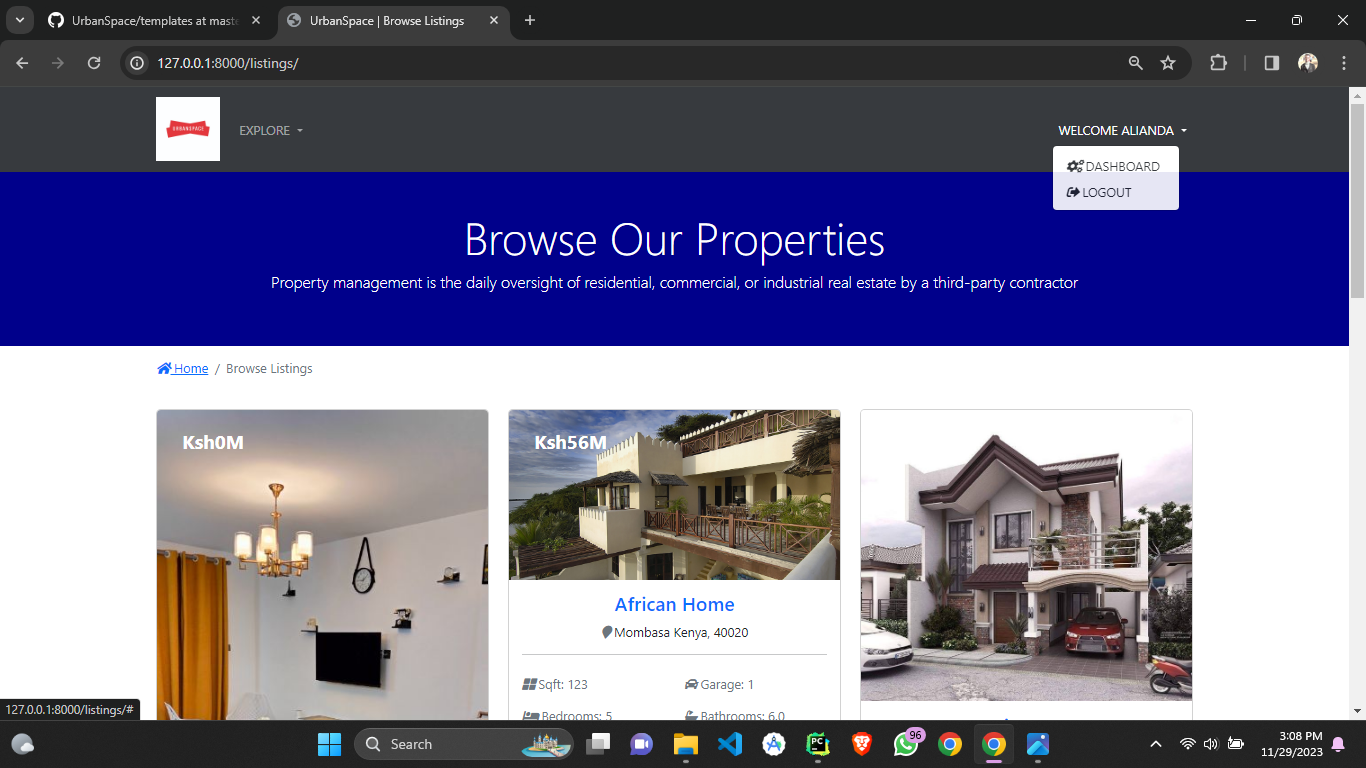 UrbanSpace/templates at maste
UrbanSpace | Browse Listings
127.0.0.1:8000/listings/
URBANSPACE
EXPLORE
WELCOME ALIANDA
DASHBOARD
LOGOUT
Browse Our Properties
Property management is the daily oversight of residential, commercial, or industrial real estate by a third-party contractor
Home / Browse Listings
Ksh0M
Ksh56M
African Home
Mombasa Kenya, 40020
Sqft: 123
Garage: 1
Bedrooms: 5
Bathrooms: 6.0
127.0.0.1:8000/listings/#
Search
PC
96
3:08 PM
11/29/2023